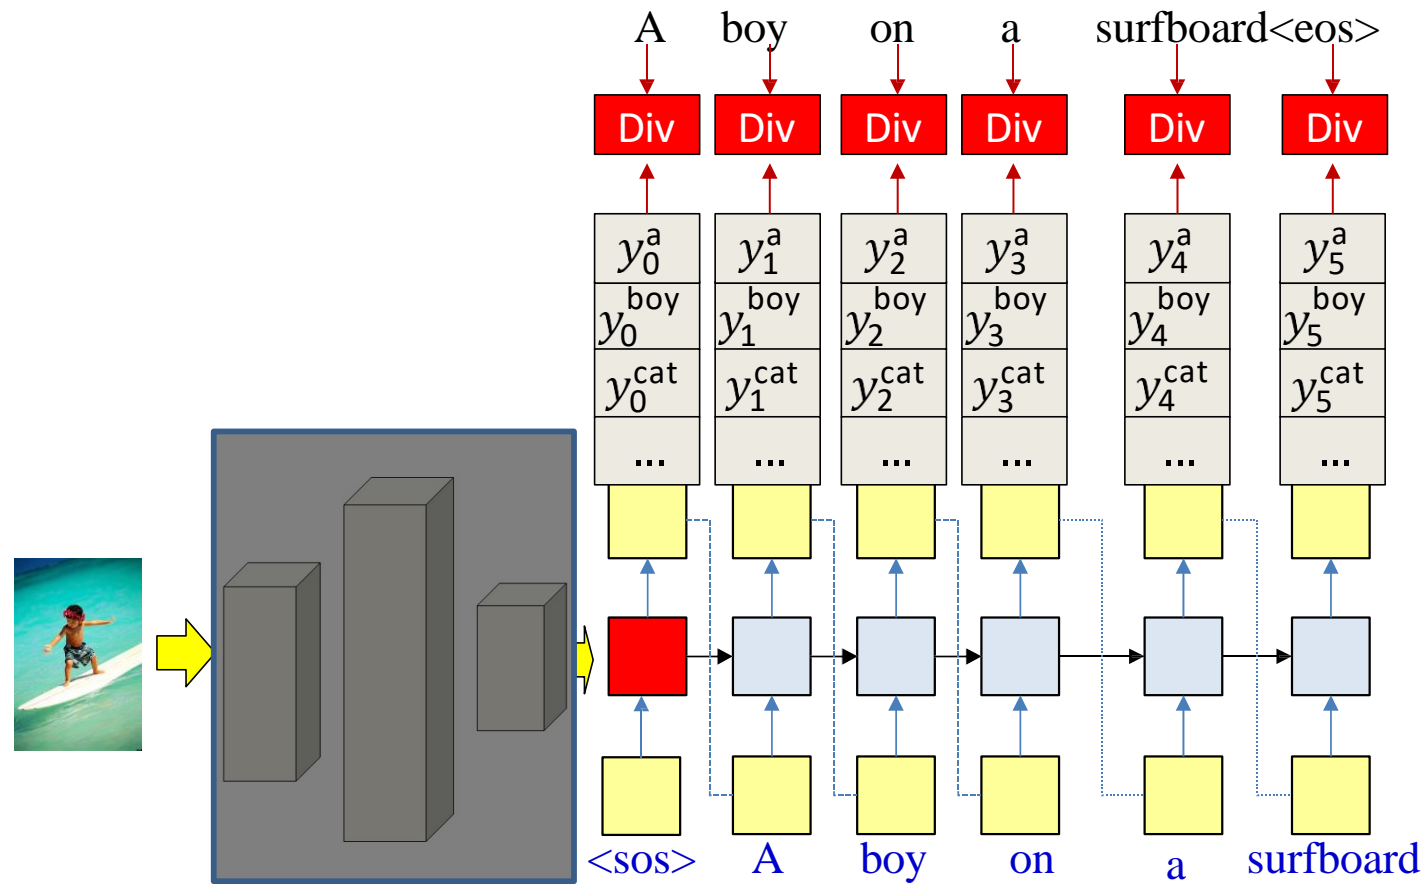 A boy on a surfboard<eos>
Div Div Div Div Div Div
y_0^a y_1^a y_2^a y_3^a y_4^a y_5^a
y_0^boy y_1^boy y_2^boy y_3^boy y_4^boy y_5^boy
y_0^cat y_1^cat y_2^cat y_3^cat y_4^cat y_5^cat
... ... ... ... ... ...
<sos> A boy on a surfboard